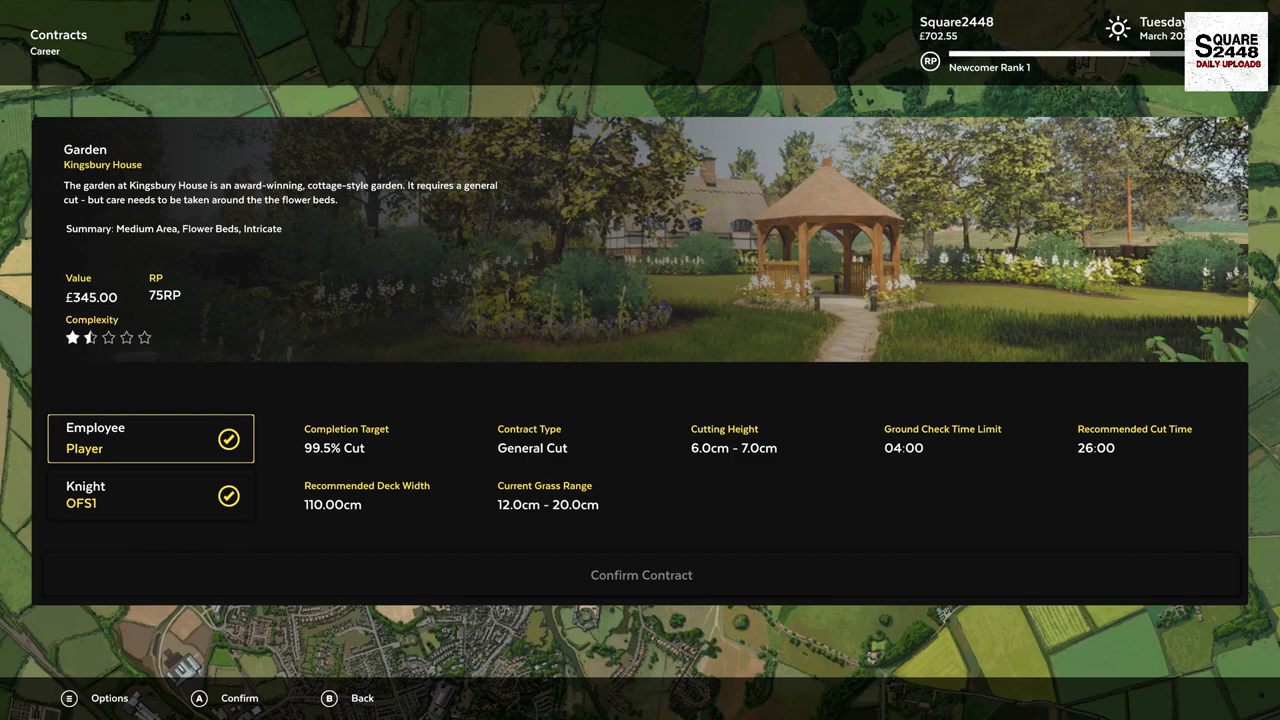 Contracts
Career
Square2448
£702.55
Tuesday
March
RP
Newcomer Rank 1
SQUARE
2448
DAILY UPLOADS
Garden
Kingsbury House
The garden at Kingsbury House is an award-winning, cottage-style garden. It requires a general
cut - but care needs to be taken around the the flower beds.
Summary: Medium Area, Flower Beds, Intricate
Value
RP
£345.00
75RP
Complexity
Employee
Player
Knight
OFS1
Completion Target
Contract Type
Cutting Height
Ground Check Time Limit
Recommended Cut Time
99.5% Cut
General Cut
6.0cm - 7.0cm
04:00
26:00
Recommended Deck Width
Current Grass Range
110.00cm
12.0cm - 20.0cm
Confirm Contract
Options
A
Confirm
B
Back